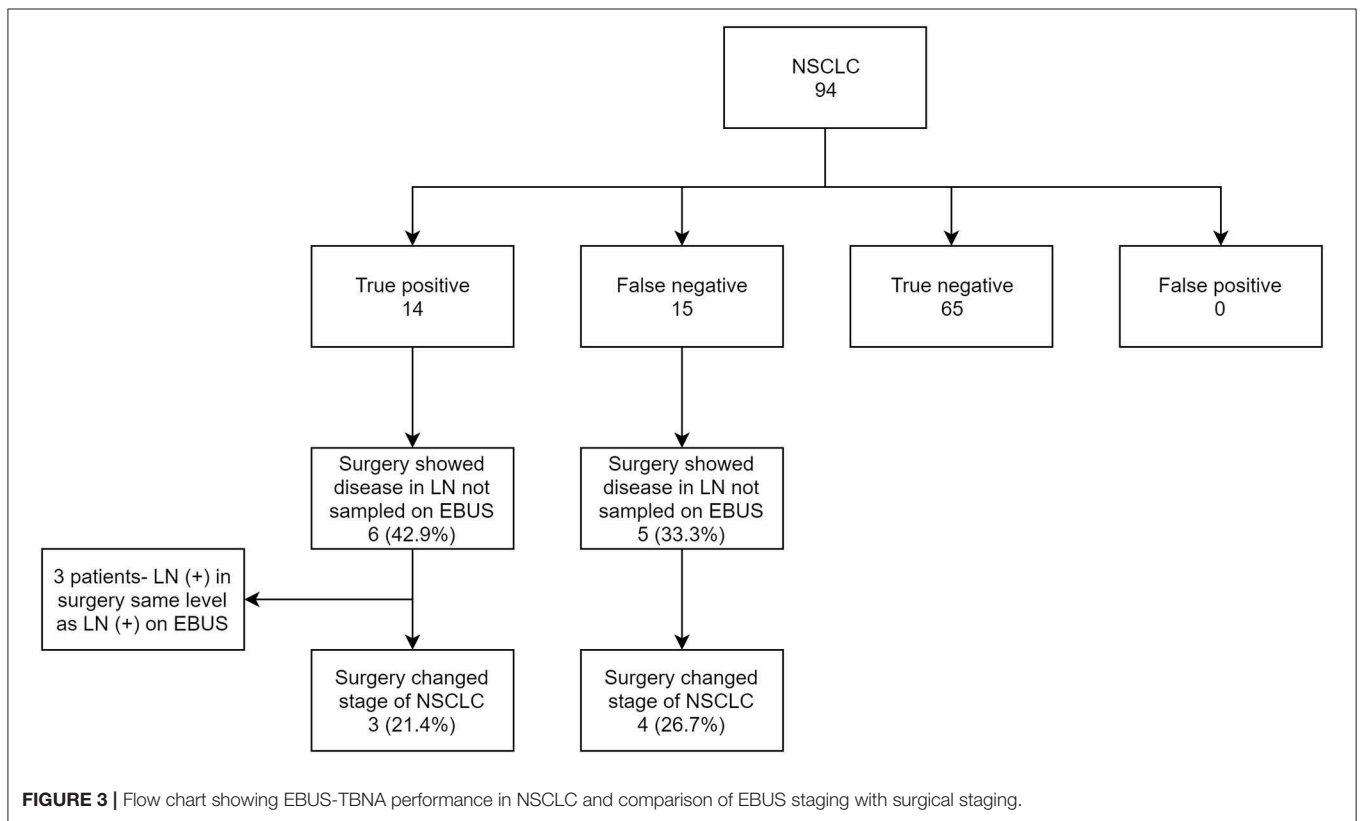 NSCLC
94
True positive
14
False negative
15
True negative
65
False positive
0
Surgery showed
disease in LN not
sampled on EBUS
6 (42.9%)
Surgery showed
disease in LN not
sampled on EBUS
5 (33.3%)
3 patients- LN (+) in
surgery same level
as LN (+) on EBUS
Surgery changed
stage of NSCLC
3 (21.4%)
Surgery changed
stage of NSCLC
4 (26.7%)
FIGURE 3 | Flow chart showing EBUS-TBNA performance in NSCLC and comparison of EBUS staging with surgical staging.